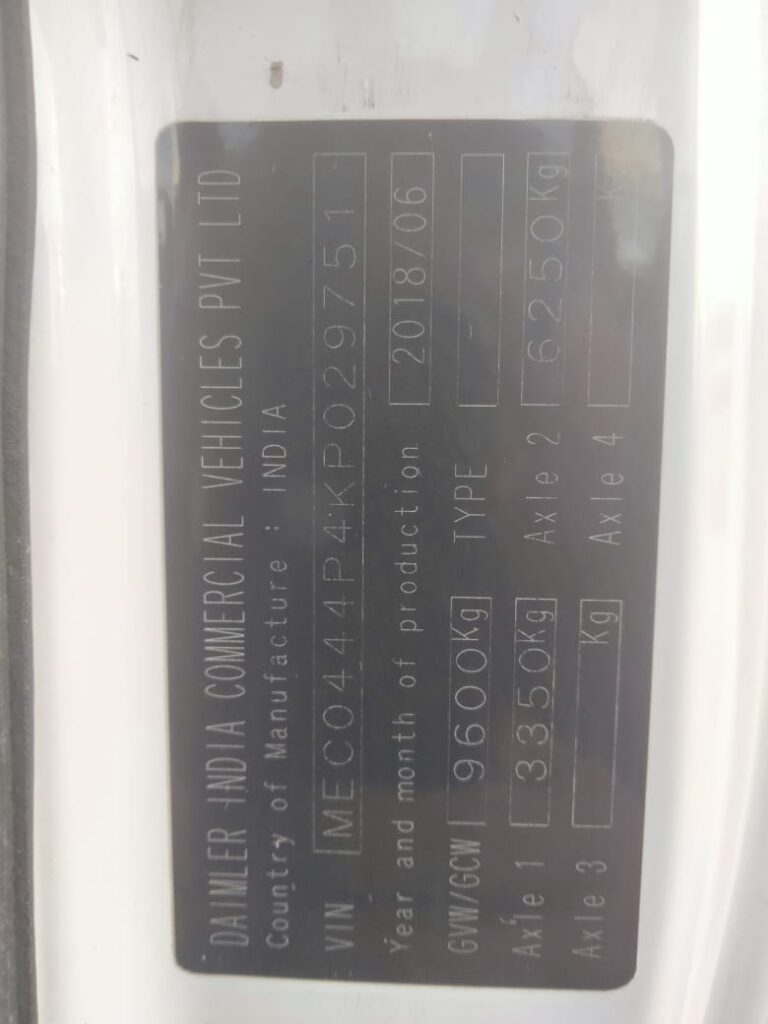 DAIMLER INDIA COMMERCIAL VEHICLES PVT LTD
Country of Manufacture : INDIA
VIN MEC0444P4KP029751
Year and month of production 2018/06
GVW/GCW 9600Kg TYPE -
Axle 1 3350Kg Axle 2 6250Kg
Axle 3 Kg Axle 4 K